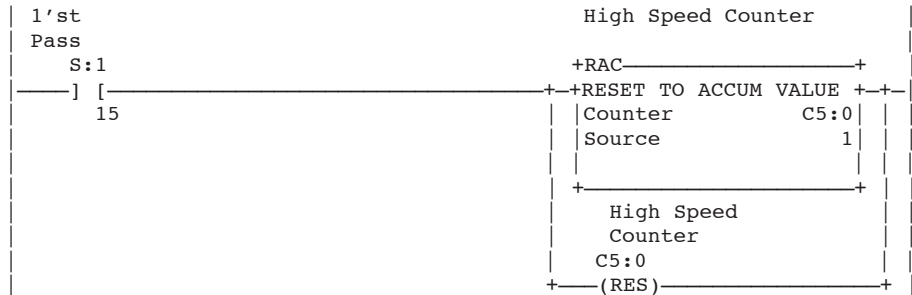 1'st High Speed Counter
Pass
S:1 +RAC——————————————+
] [ +RESET TO ACCUM VALUE +
15 Counter C5:0
Source 1
High Speed
Counter
C5:0
(RES)